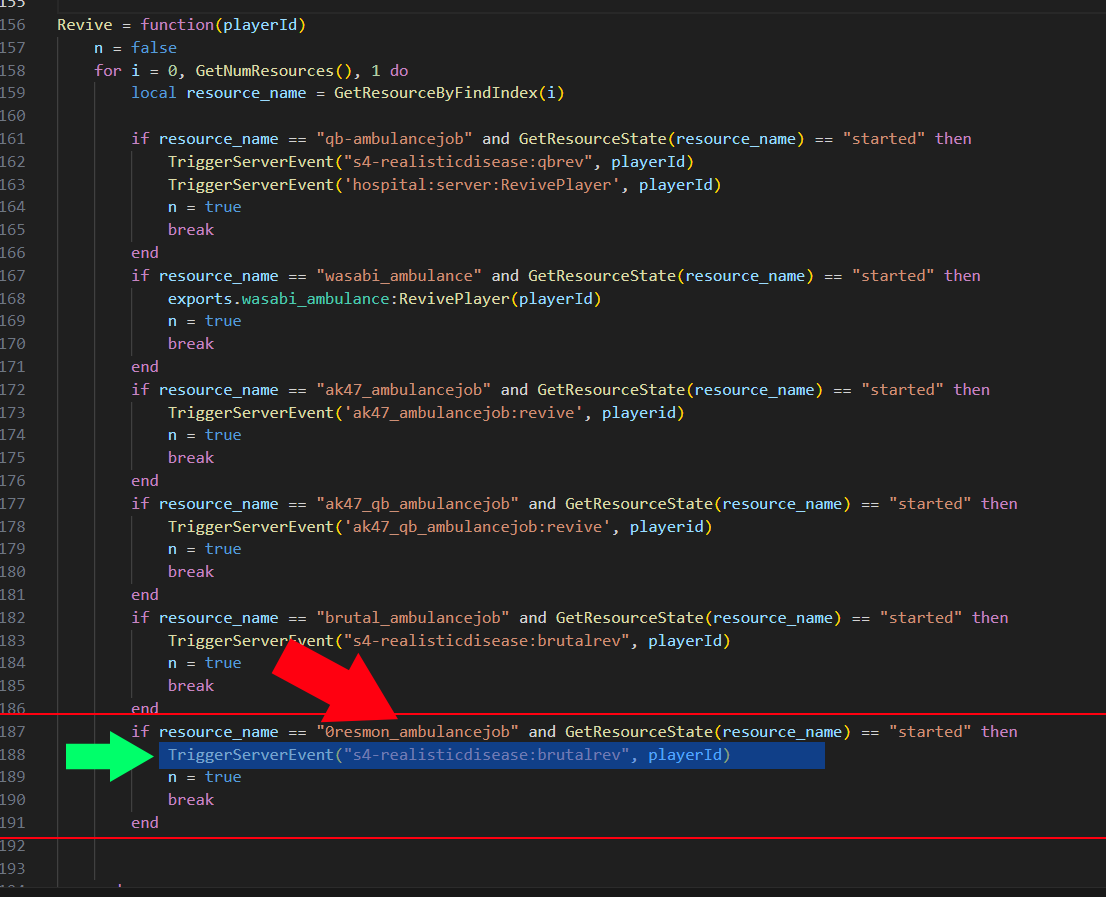 155
156 Revive = function(playerId)
157 n = false
158 for i = 0, GetNumResources(), 1 do
159 local resource_name = GetResourceByFindIndex(i)
160
161 if resource_name == "qb-ambulancejob" and GetResourceState(resource_name) == "started" then
162 TriggerServerEvent("s4-realisticdisease:qbrev", playerId)
163 TriggerServerEvent('hospital:server:RevivePlayer', playerId)
164 n = true
165 break
166 end
167 if resource_name == "wasabi_ambulance" and GetResourceState(resource_name) == "started" then
168 exports.wasabi_ambulance:RevivePlayer(playerId)
169 n = true
170 break
171 end
172 if resource_name == "ak47_ambulancejob" and GetResourceState(resource_name) == "started" then
173 TriggerServerEvent('ak47_ambulancejob:revive', playerid)
174 n = true
175 break
176 end
177 if resource_name == "ak47_qb_ambulancejob" and GetResourceState(resource_name) == "started" then
178 TriggerServerEvent('ak47_qb_ambulancejob:revive', playerid)
179 n = true
180 break
181 end
182 if resource_name == "brutal_ambulancejob" and GetResourceState(resource_name) == "started" then
183 TriggerServerEvent("s4-realisticdisease:brutalrev", playerId)
184 n = true
185 break
186 end
187 if resource_name == "0resmon_ambulancejob" and GetResourceState(resource_name) == "started" then
188 TriggerServerEvent("s4-realisticdisease:brutalrev", playerId)
189 n = true
190 break
191 end
192
193